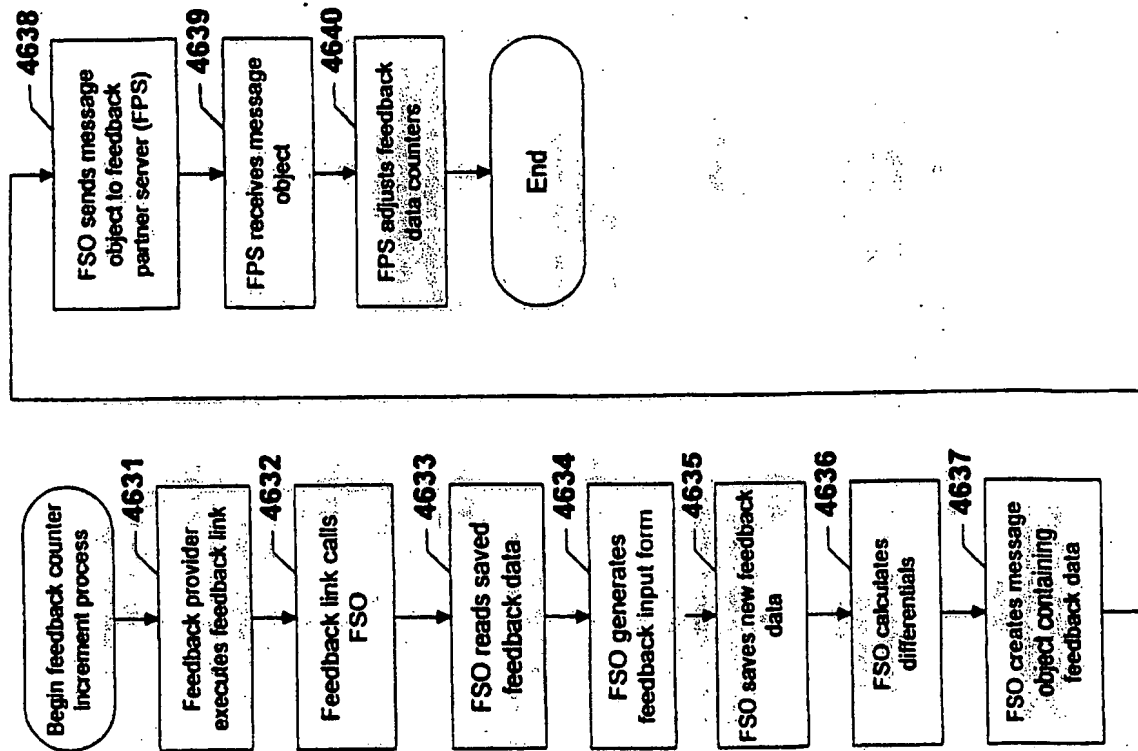 Begin feedback counter
increment process
4631
Feedback provider
executes feedback link
4632
Feedback link calls
FSO
4633
FSO reads saved
feedback data
4634
FSO generates
feedback input form
4635
FSO saves new feedback
data
4636
FSO calculates
differentials
4637
FSO creates message
object containing
feedback data
4638
FSO sends message
object to feedback
partner server (FPS)
4639
FPS receives message
object
4640
FPS adjusts feedback
data counters
End